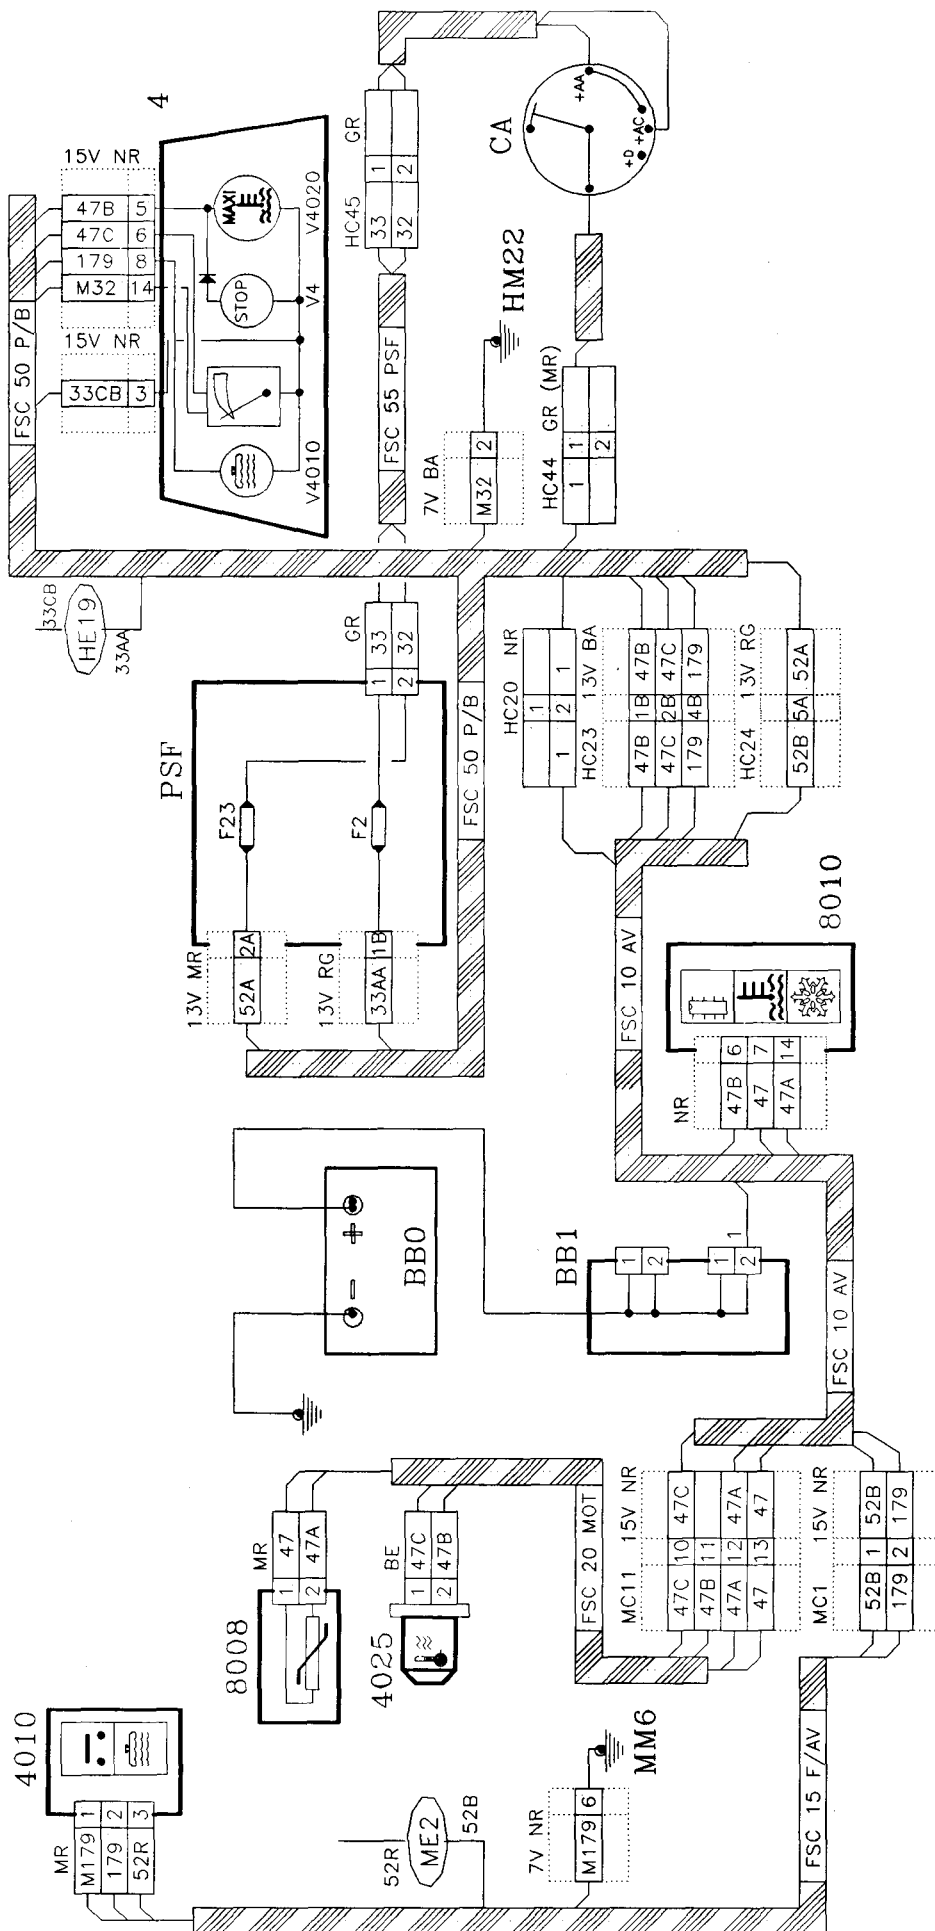 4
15V NR
47B 5
47C 6
179 8
M32 14
15V NR
33CB 3
FSC 50 P/B
MAXI
STOP
V4020
V4
V4010
HC45 GR
33 1
32 2
FSC 55 PSF
CA
+AA
+AC
+D
HM22
7V BA
M32 2
HC44 GR (MR)
1 1
2
33CB
HE19
33AA
PSF
GR
1 33
2 32
F23
F2
13V MR
52A 2A
13V RG
33AA 1B
FSC 50 P/B
HC20 NR
1
1 2 1
HC23 13V BA
47B 1B 47B
47C 2B 47C
179 4B 179
HC24 13V RG
52B 5A 52A
FSC 10 AV
8010
NR
47B 6
47 7
47A 14
BB0
+
-
BB1
1
2
1
2
1
FSC 10 AV
4010
MR
M179 1
179 2
52R 3
8008
MR
1 47
2 47A
4025
BE
1 47C
2 47B
FSC 20 MOT
MC11 15V NR
47C 10 47C
47B 11
47A 12 47A
47 13 47
MC1 15V NR
52B 1 52B
179 2 179
52R
ME2
52B
7V NR
M179 6
MM6
FSC 15 F/AV